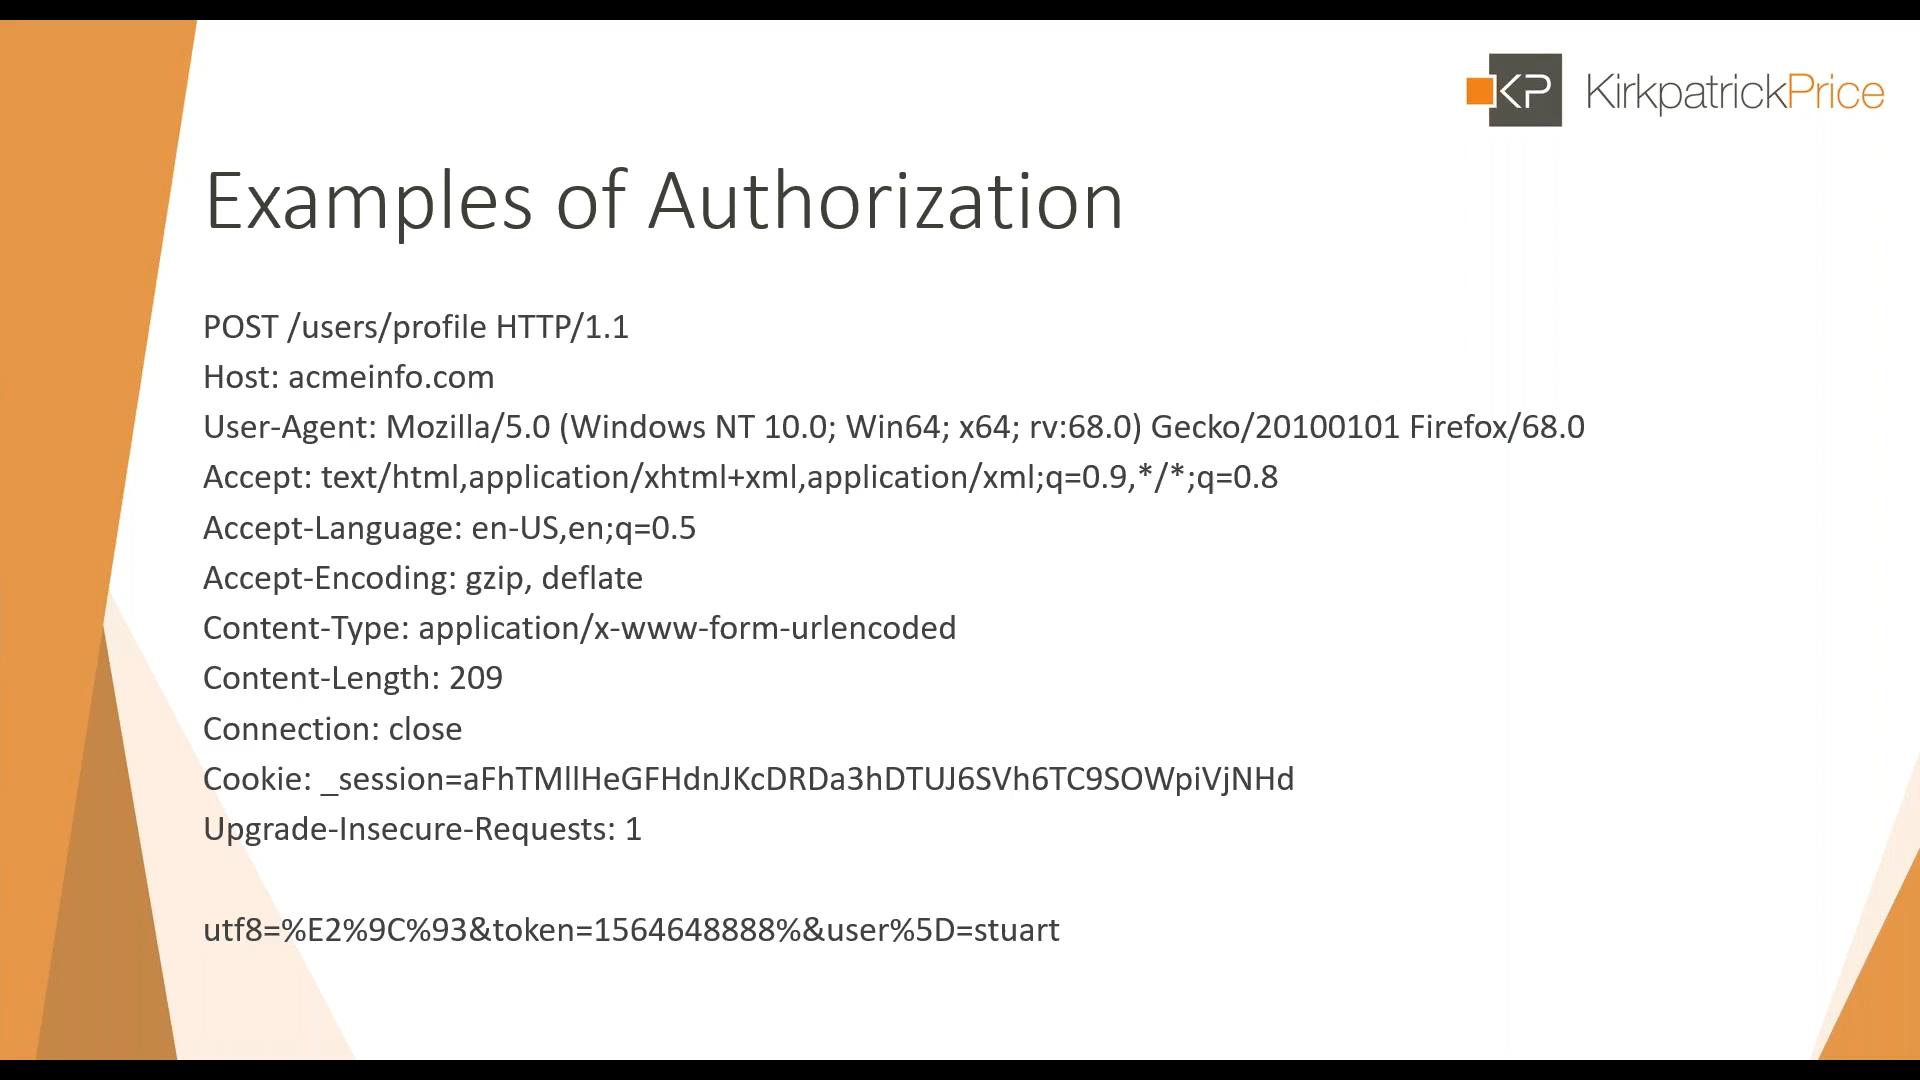 KP KirkpatrickPrice
Examples of Authorization
POST /users/profile HTTP/1.1
Host: acmeinfo.com
User-Agent: Mozilla/5.0 (Windows NT 10.0; Win64; x64; rv:68.0) Gecko/20100101 Firefox/68.0
Accept: text/html,application/xhtml+xml,application/xml;q=0.9,*/*;q=0.8
Accept-Language: en-US,en;q=0.5
Accept-Encoding: gzip, deflate
Content-Type: application/x-www-form-urlencoded
Content-Length: 209
Connection: close
Cookie: _session=aFhTMllHeGFHdnJKcDRDa3hDTUJ6SVh6TC9SOWpiVjNHd
Upgrade-Insecure-Requests: 1
utf8=%E2%9C%93&token=1564648888%&user%5D=stuart